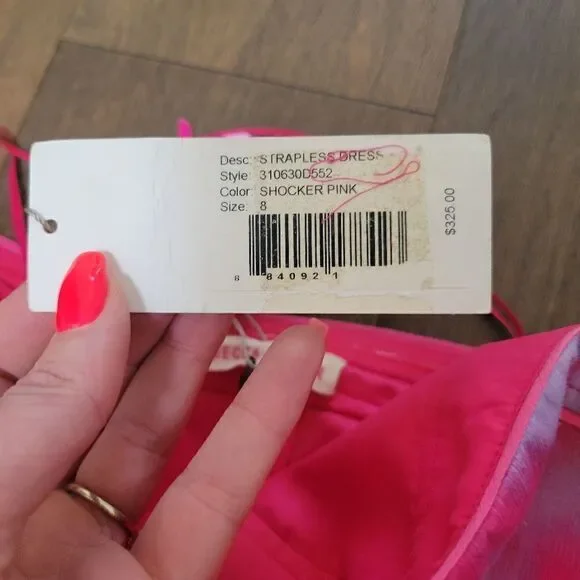 Desc: STRAPLESS DRESS
Style: 310630D552
Color: SHOCKER PINK
Size: 8
8 84092 1
$325.00